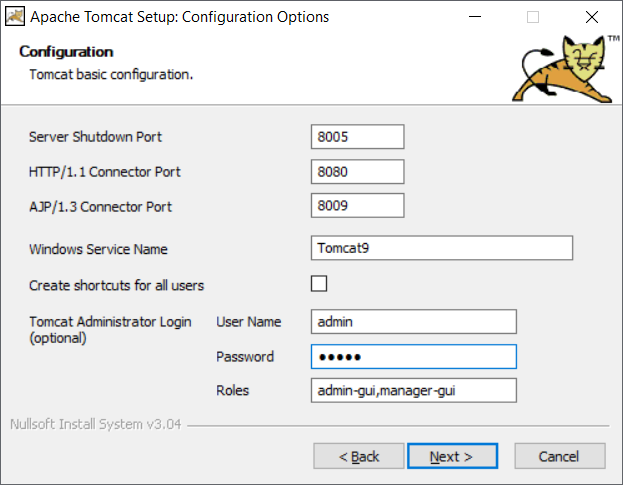 Apache Tomcat Setup: Configuration Options
Configuration
Tomcat basic configuration.
TM
Server Shutdown Port 8005
HTTP/1.1 Connector Port 8080
AJP/1.3 Connector Port 8009
Windows Service Name Tomcat9
Create shortcuts for all users
Tomcat Administrator Login (optional)
User Name admin
Password •••••
Roles admin-gui,manager-gui
Nullsoft Install System v3.04
< Back Next > Cancel